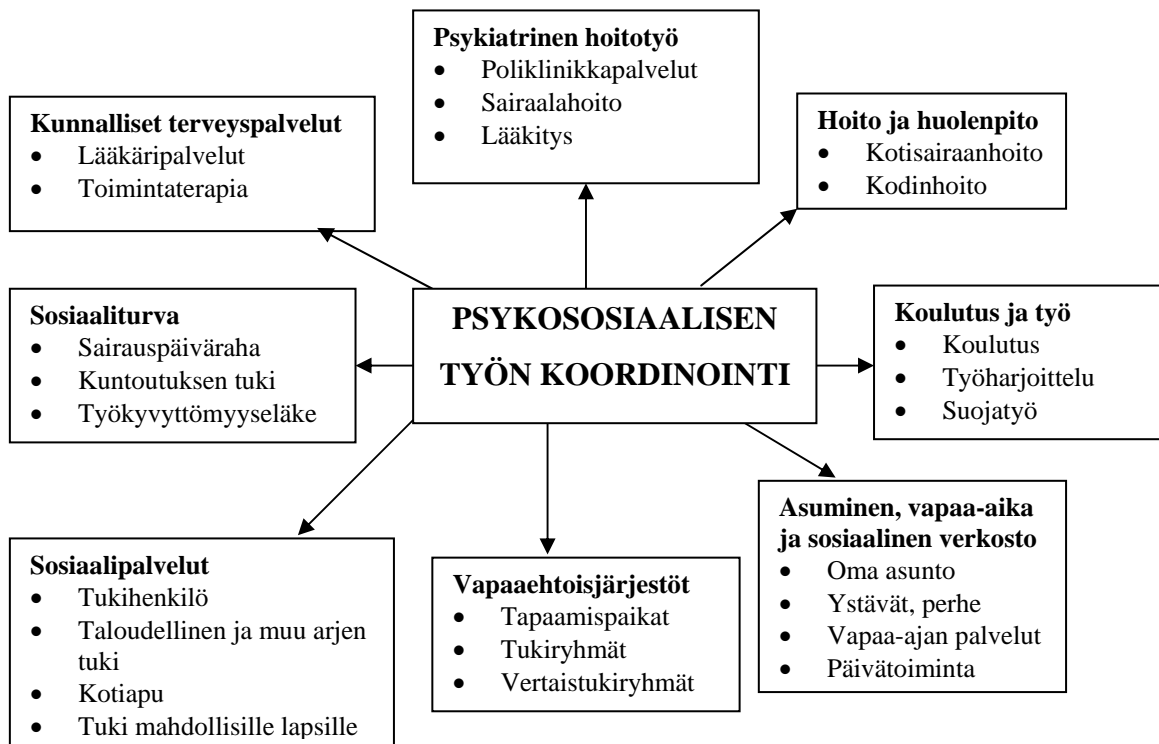 Psykiatrinen hoitotyö
• Poliklinikkapalvelut
• Sairaalahoito
• Lääkitys
Kunnalliset terveyspalvelut
• Lääkäripalvelut
• Toimintaterapia
Hoito ja huolenpito
• Kotisairaanhoito
• Kodinhoito
Sosiaaliturva
• Sairauspäiväraha
• Kuntoutuksen tuki
• Työkyvyttömyyseläke
PSYKOSOSIAALISEN
TYÖN KOORDINOINTI
Koulutus ja työ
• Koulutus
• Työharjoittelu
• Suojatyö
Sosiaalipalvelut
• Tukihenkilö
• Taloudellinen ja muu arjen
tuki
• Kotiapu
• Tuki mahdollisille lapsille
Vapaaehtoisjärjestöt
• Tapaamispaikat
• Tukiryhmät
• Vertaistukiryhmät
Asuminen, vapaa-aika
ja sosiaalinen verkosto
• Oma asunto
• Ystävät, perhe
• Vapaa-ajan palvelut
• Päivätoiminta